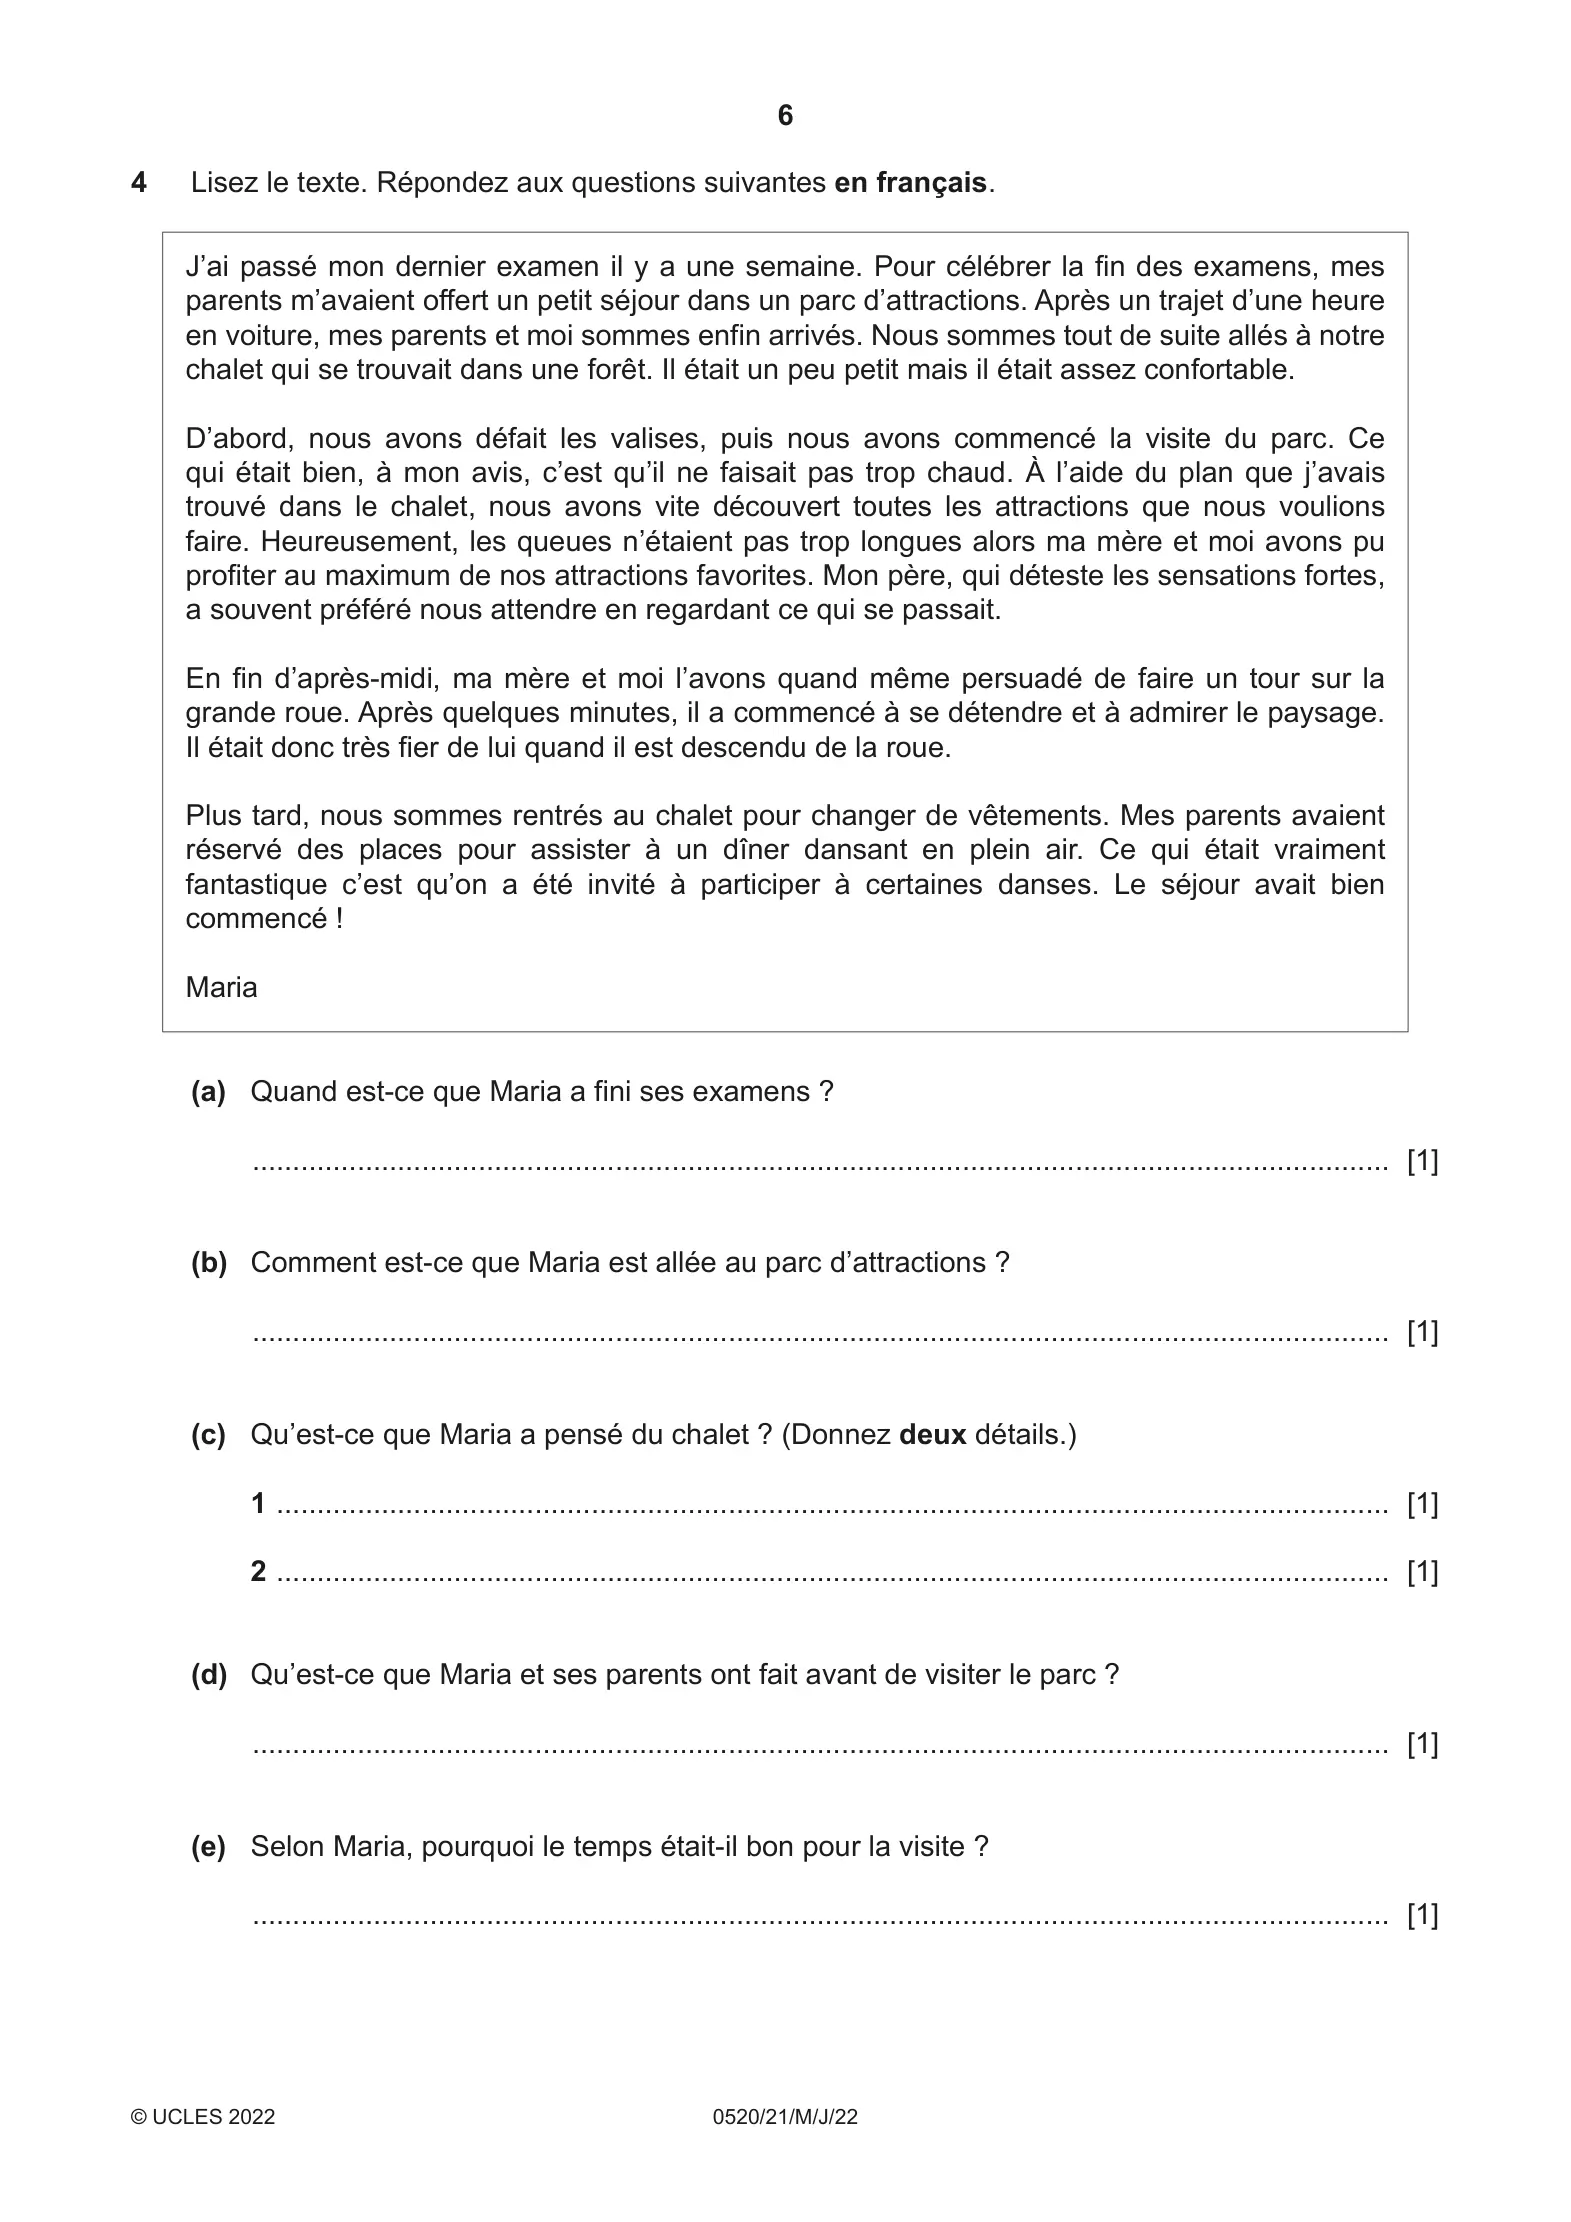 6
4 Lisez le texte. Répondez aux questions suivantes en français.
J’ai passé mon dernier examen il y a une semaine. Pour célébrer la fin des examens, mes
parents m’avaient offert un petit séjour dans un parc d’attractions. Après un trajet d’une heure
en voiture, mes parents et moi sommes enfin arrivés. Nous sommes tout de suite allés à notre
chalet qui se trouvait dans une forêt. Il était un peu petit mais il était assez confortable.
D’abord, nous avons défait les valises, puis nous avons commencé la visite du parc. Ce
qui était bien, à mon avis, c’est qu’il ne faisait pas trop chaud. À l’aide du plan que j’avais
trouvé dans le chalet, nous avons vite découvert toutes les attractions que nous voulions
faire. Heureusement, les queues n’étaient pas trop longues alors ma mère et moi avons pu
profiter au maximum de nos attractions favorites. Mon père, qui déteste les sensations fortes,
a souvent préféré nous attendre en regardant ce qui se passait.
En fin d’après-midi, ma mère et moi l’avons quand même persuadé de faire un tour sur la
grande roue. Après quelques minutes, il a commencé à se détendre et à admirer le paysage.
Il était donc très fier de lui quand il est descendu de la roue.
Plus tard, nous sommes rentrés au chalet pour changer de vêtements. Mes parents avaient
réservé des places pour assister à un dîner dansant en plein air. Ce qui était vraiment
fantastique c’est qu’on a été invité à participer à certaines danses. Le séjour avait bien
commencé !
Maria
(a) Quand est-ce que Maria a fini ses examens ?
[1]
(b) Comment est-ce que Maria est allée au parc d’attractions ?
[1]
(c) Qu’est-ce que Maria a pensé du chalet ? (Donnez deux détails.)
1 [1]
2 [1]
(d) Qu’est-ce que Maria et ses parents ont fait avant de visiter le parc ?
[1]
(e) Selon Maria, pourquoi le temps était-il bon pour la visite ?
[1]
© UCLES 2022 0520/21/M/J/22